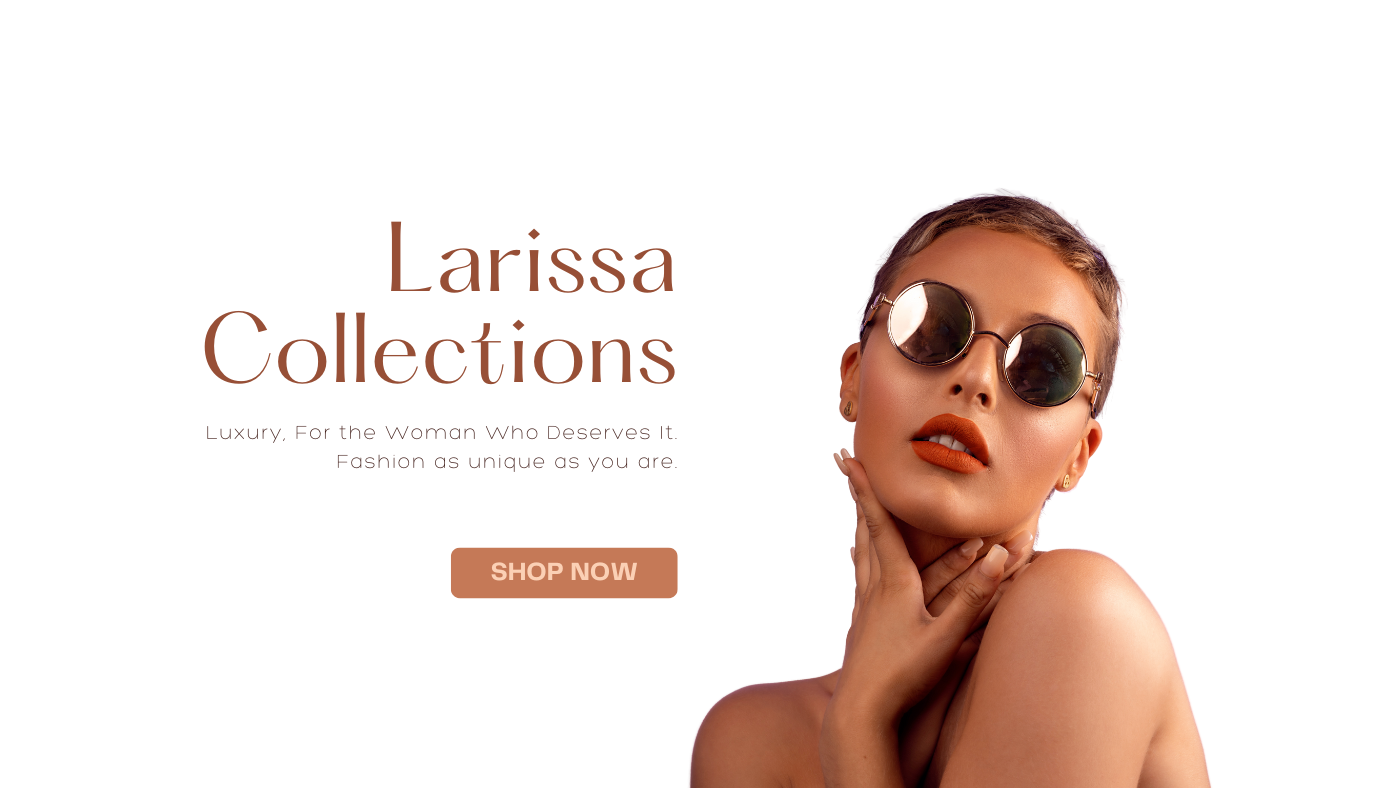 Larissa
Collections
Luxury, For the Woman Who Deserves It.
Fashion as unique as you are.
SHOP NOW